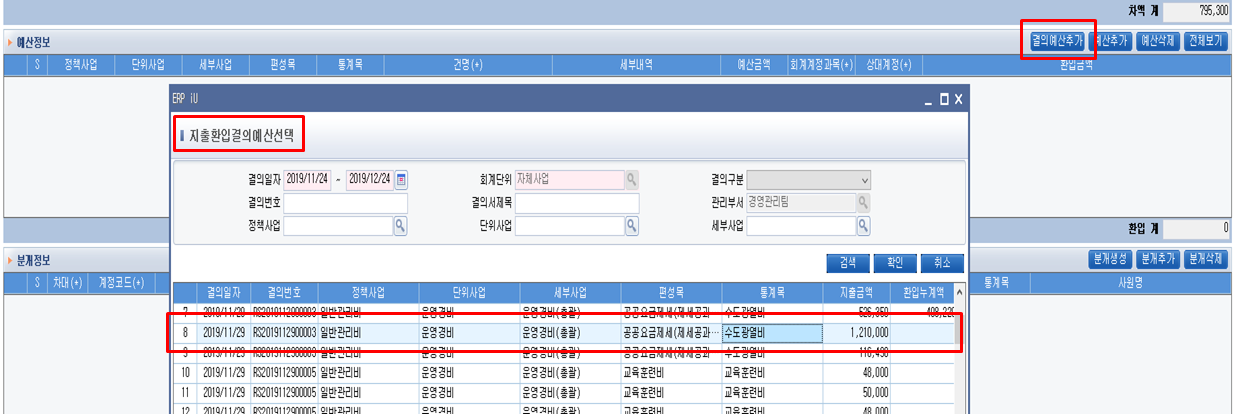 차액 계 795,300
예산정보 결의예산추가 예산추가 예산삭제 전체보기
S 정책사업 단위사업 세부사업 편성목 통계목 건명(+) 세부내역 예산금액 회계계정과목(+) 상대계정(+) 환입금액
ERP iU
지출환입결의예산선택
결의일자 2019/11/24 ~ 2019/12/24 회계단위 자체사업 결의구분
결의번호 결의서제목 관리부서 경영관리팀
정책사업 단위사업 세부사업
환입 계 0
분개정보 분개생성 분개추가 분개삭제
검색 확인 취소
S 차대(+) 계정코드(+) 통계목 사원명
결의일자 결의번호 정책사업 단위사업 세부사업 편성목 통계목 지출금액 환입누계액
7 2019/11/29 RS2019112900003 일반관리비 운영경비 운영경비(총괄) 공공요금제세(제세공과 수도광열비
8 2019/11/29 RS2019112900003 일반관리비 운영경비 운영경비(총괄) 공공요금제세(제세공과… 수도광열비 1,210,000
9 2019/11/29 일반관리비 운영경비 운영경비(총괄) 공공요금제세(제세공과… 수도광열비
10 2019/11/29 RS2019112900005 일반관리비 운영경비 운영경비(총괄) 교육훈련비 교육훈련비 48,000
11 2019/11/29 RS2019112900005 일반관리비 운영경비 운영경비(총괄) 교육훈련비 교육훈련비 50,000
12 2019/11/29 RS2019112900005 일반관리비 운영경비 운영경비(총괄) 교육훈련비 교육훈련비 48,000